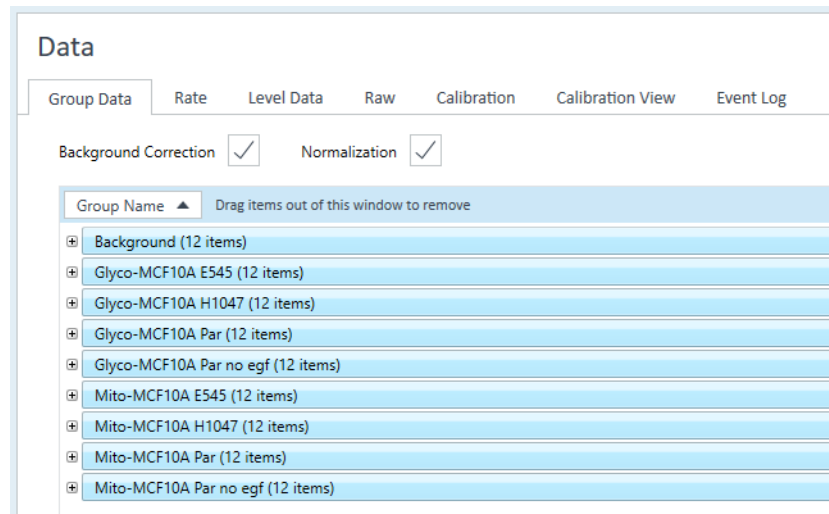 Data
Group Data Rate Level Data Raw Calibration Calibration View Event Log
Background Correction Normalization
Group Name Drag items out of this window to remove
Background (12 items)
Glyco-MCF10A E545 (12 items)
Glyco-MCF10A H1047 (12 items)
Glyco-MCF10A Par (12 items)
Glyco-MCF10A Par no egf (12 items)
Mito-MCF10A E545 (12 items)
Mito-MCF10A H1047 (12 items)
Mito-MCF10A Par (12 items)
Mito-MCF10A Par no egf (12 items)